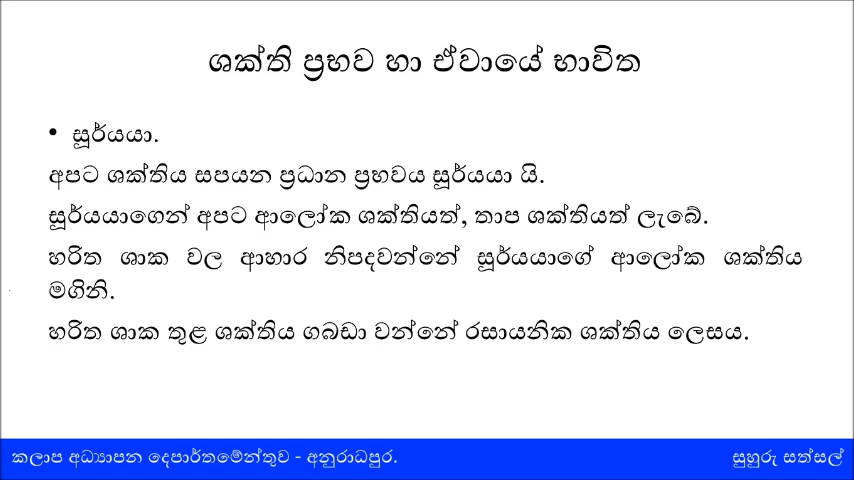 ශක්ති ප්‍රභව හා ඒවායේ භාවිත
• සූර්යයා.
අපට ශක්තිය සපයන ප්‍රධාන ප්‍රභවය සූර්යයා යි.
සූර්යයාගෙන් අපට ආලෝක ශක්තියත්, තාප ශක්තියත් ලැබේ.
හරිත ශාක වල ආහාර නිපදවන්නේ සූර්යයාගේ ආලෝක ශක්තිය
මගිනි.
හරිත ශාක තුළ ශක්තිය ගබඩා වන්නේ රසායනික ශක්තිය ලෙසය.
කලාප අධ්‍යාපන දෙපාර්තමේන්තුව - අනුරාධපුර.
සුහුරු සත්සල්